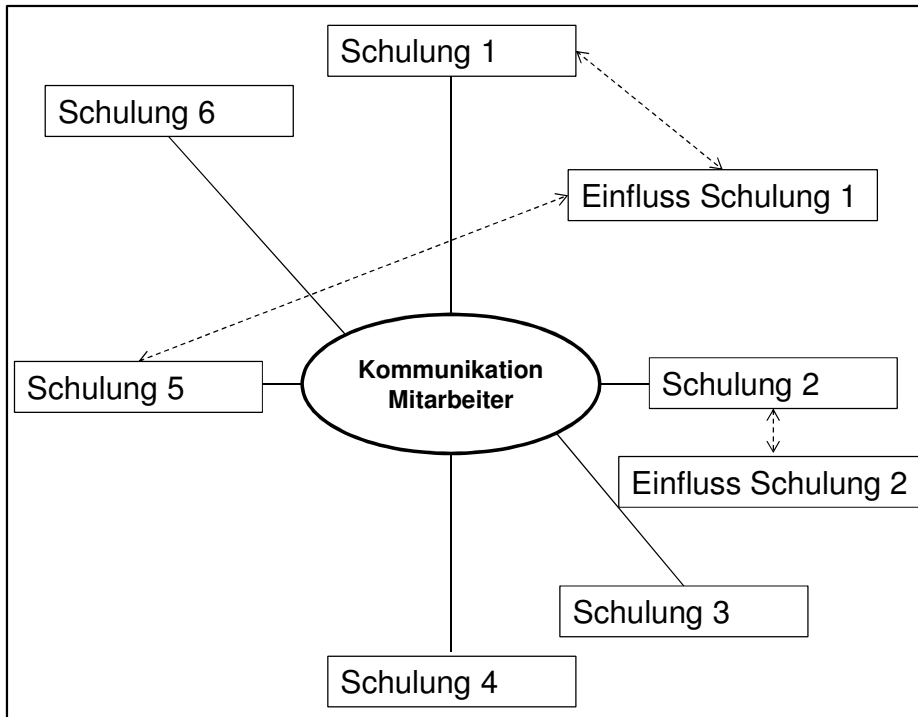 Schulung 1
Schulung 6
Einfluss Schulung 1
Kommunikation
Mitarbeiter
Schulung 5
Schulung 2
Einfluss Schulung 2
Schulung 3
Schulung 4